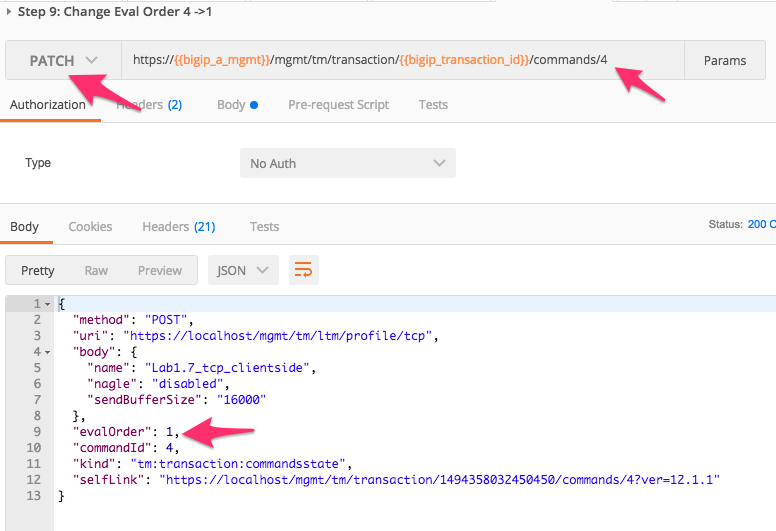 Step 9: Change Eval Order 4 ->1
PATCH https://{{bigip_a_mgmt}}/mgmt/tm/transaction/{{bigip_transaction_id}}/commands/4 Params
Authorization Headers (2) Body Pre-request Script Tests
Type No Auth
Body Cookies Headers (21) Tests Status: 200 O
Pretty Raw Preview JSON
1 {
2 "method": "POST",
3 "uri": "https://localhost/mgmt/tm/ltm/profile/tcp",
4 "body": {
5 "name": "Lab1.7_tcp_clientside",
6 "nagle": "disabled",
7 "sendBufferSize": "16000"
8 },
9 "evalOrder": 1,
10 "commandId": 4,
11 "kind": "tm:transaction:commandsstate",
12 "selfLink": "https://localhost/mgmt/tm/transaction/1494358032450450/commands/4?ver=12.1.1"
13 }